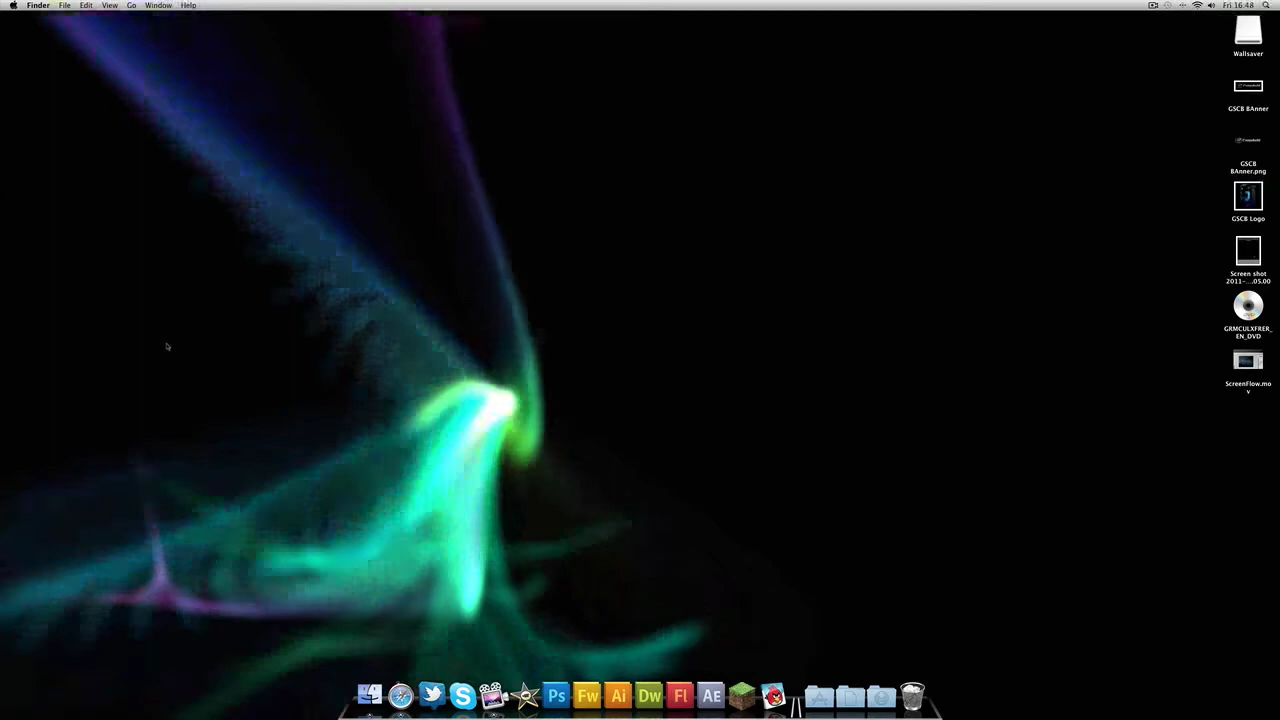 Finder File Edit View Go Window Help
Fri 16:48
Wallsaver
GSCB BAnner
GSCB
BAnner.png
GSCB Logo
Screen shot
2011-...05.00
GRMCULXFRER_
EN_DVD
ScreenFlow.mo
v
Ps Fw Ai Dw Fl AE